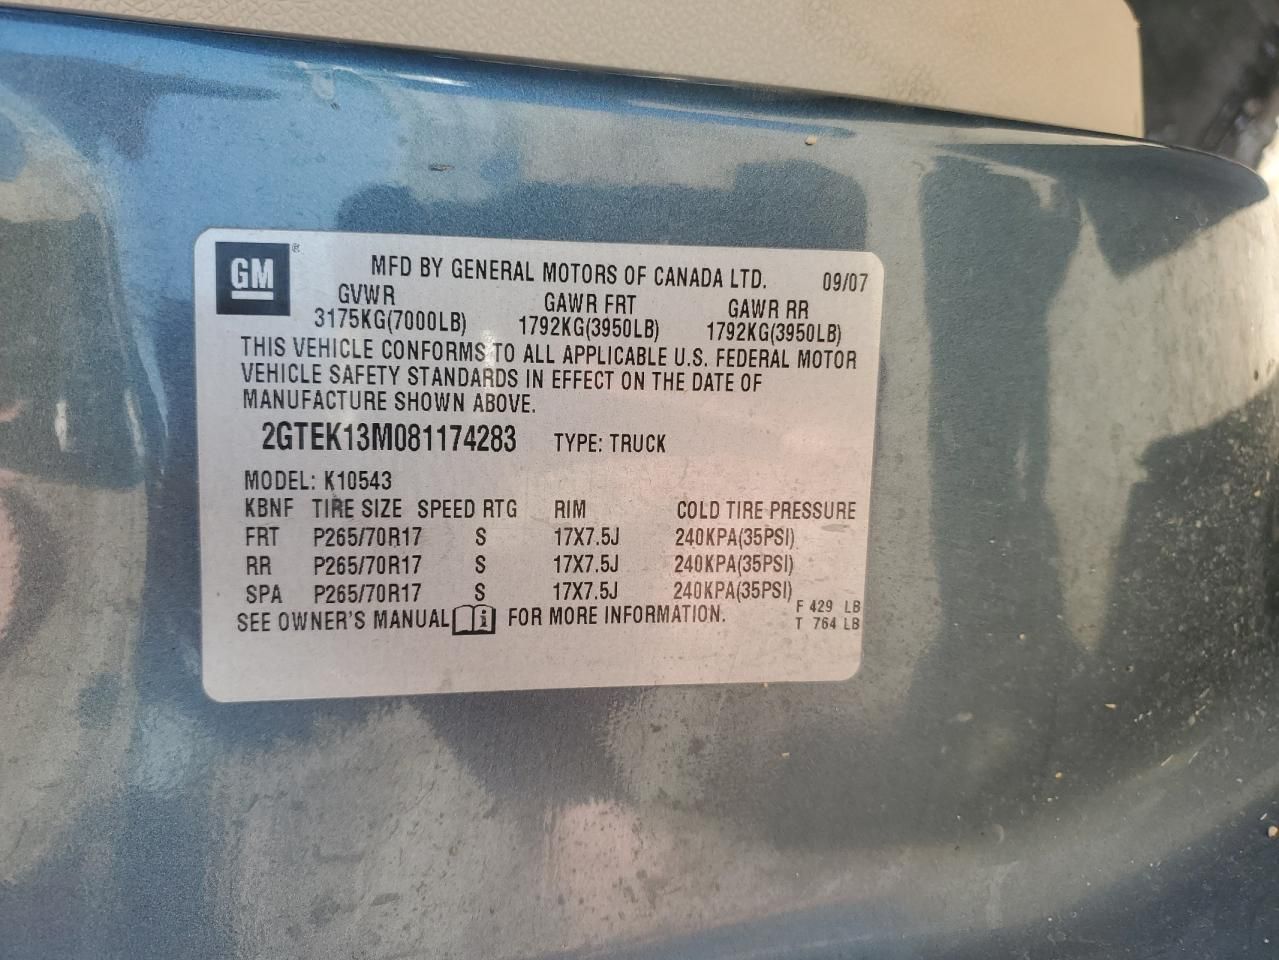 GM ®
MFD BY GENERAL MOTORS OF CANADA LTD. 09/07
GVWR GAWR FRT GAWR RR
3175KG(7000LB) 1792KG(3950LB) 1792KG(3950LB)
THIS VEHICLE CONFORMS TO ALL APPLICABLE U.S. FEDERAL MOTOR
VEHICLE SAFETY STANDARDS IN EFFECT ON THE DATE OF
MANUFACTURE SHOWN ABOVE.
2GTEK13M081174283 TYPE: TRUCK
MODEL: K10543
KBNF TIRE SIZE SPEED RTG RIM COLD TIRE PRESSURE
FRT P265/70R17 S 17X7.5J 240KPA(35PSI)
RR P265/70R17 S 17X7.5J 240KPA(35PSI)
SPA P265/70R17 S 17X7.5J 240KPA(35PSI)
SEE OWNER'S MANUAL i FOR MORE INFORMATION.
F 429 LB
T 764 LB